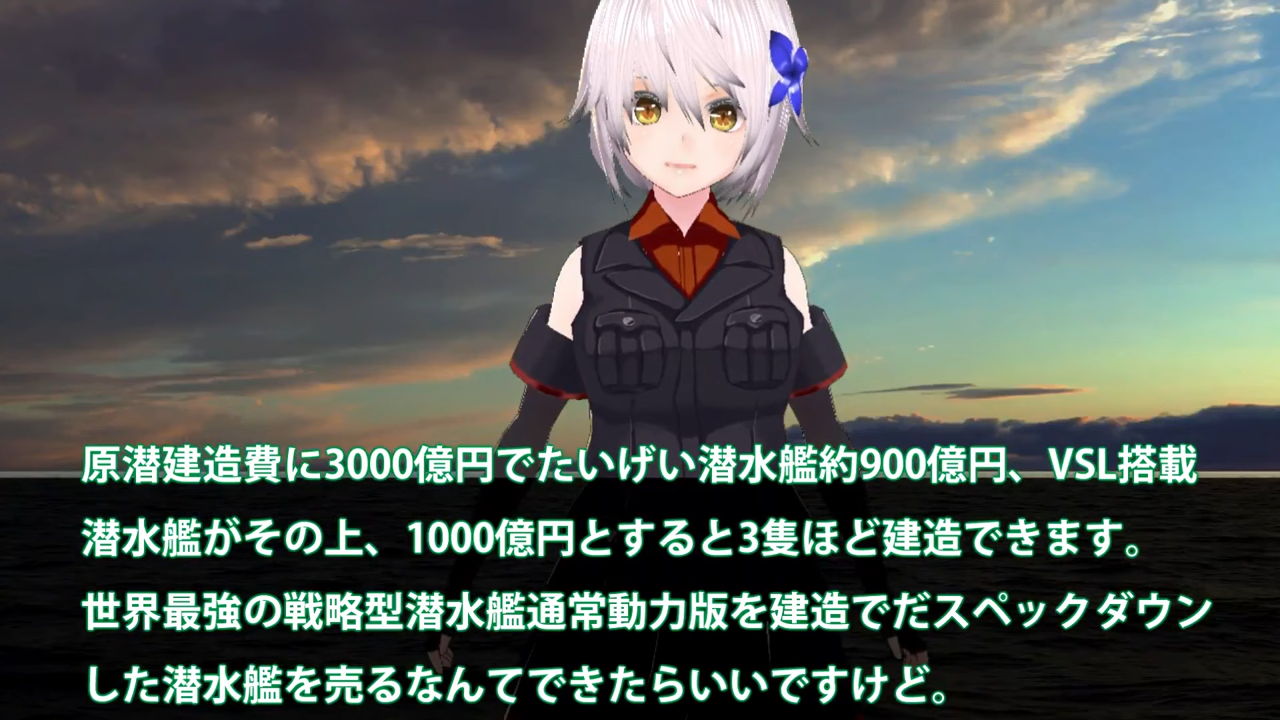 原潜建造費に3000億円でたいげい潜水艦約900億円、VSL搭載
潜水艦がその上、1000億円とすると3隻ほど建造できます。
世界最強の戦略型潜水艦通常動力版を建造でだスペックダウン
した潜水艦を売るなんてできたらいいですけど。